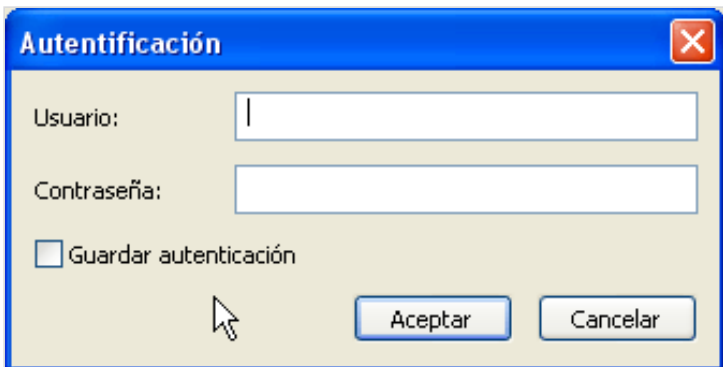 Autentificación
Usuario:
Contraseña:
Guardar autenticación
Aceptar Cancelar